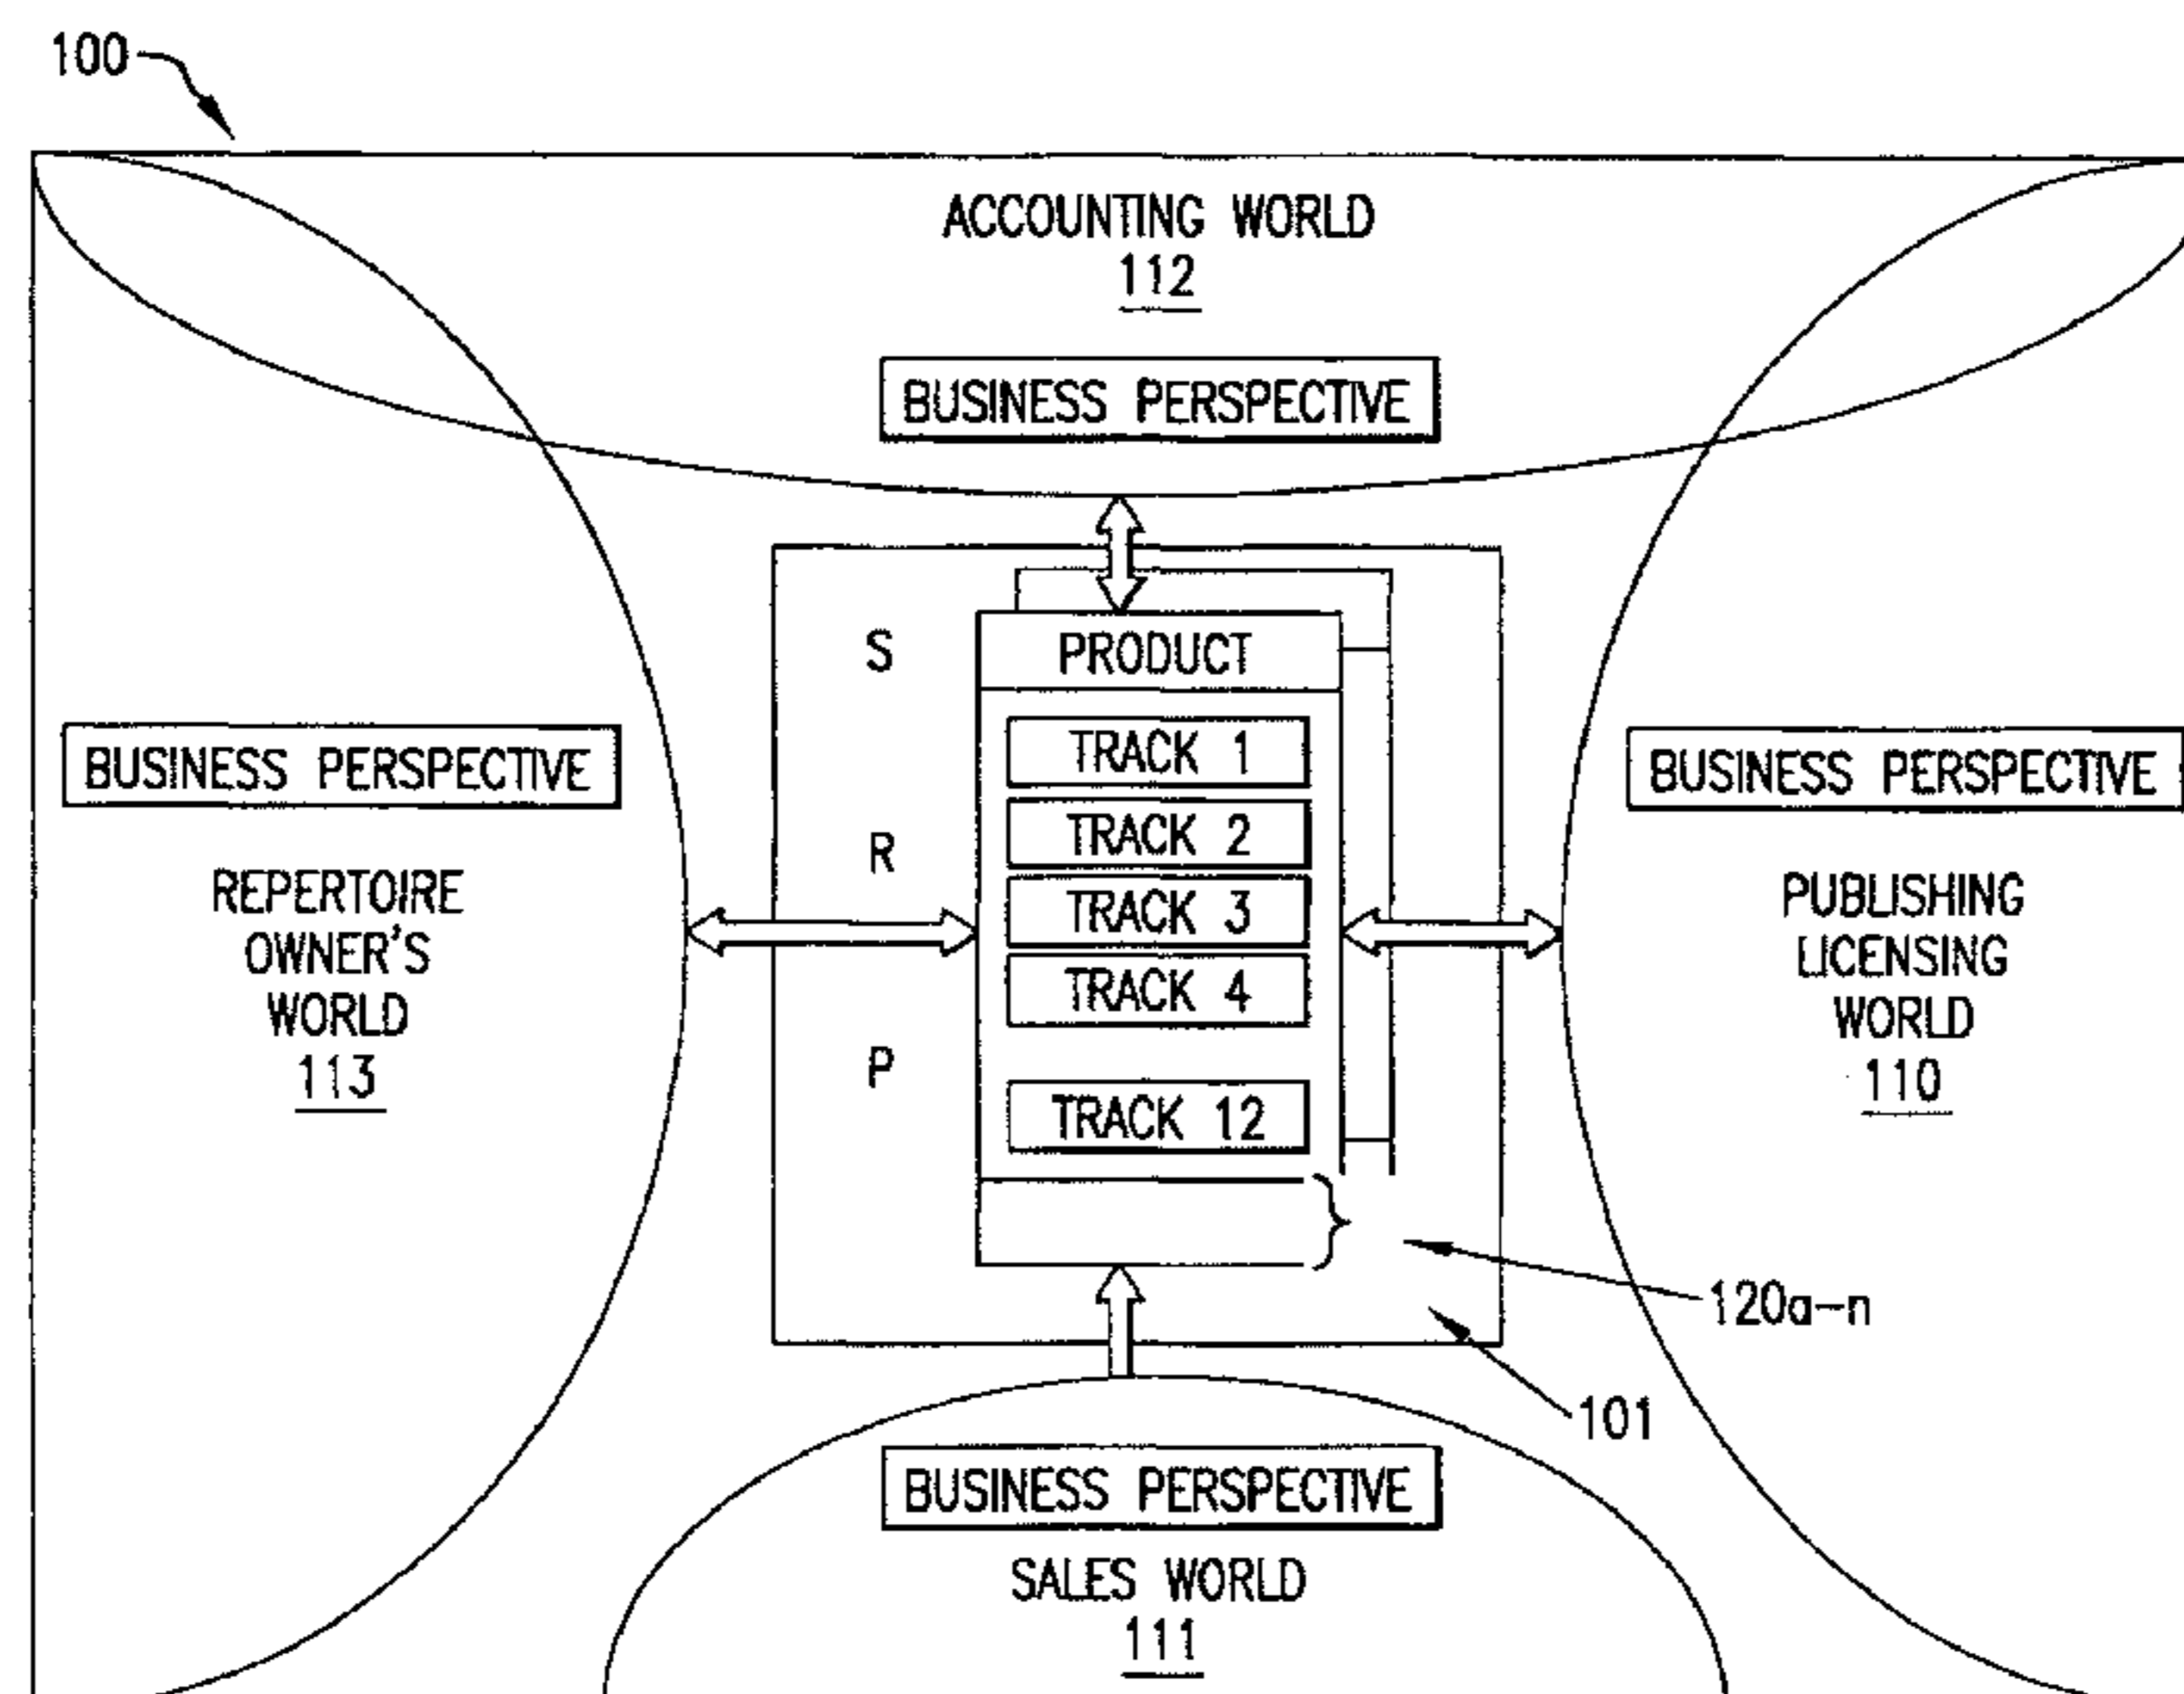 100
ACCOUNTING WORLD
112
BUSINESS PERSPECTIVE
S
R
P
PRODUCT
TRACK 1
TRACK 2
TRACK 3
TRACK 4
TRACK 12
BUSINESS PERSPECTIVE
REPERTOIRE
OWNER'S
WORLD
113
BUSINESS PERSPECTIVE
PUBLISHING
LICENSING
WORLD
110
120a-n
101
BUSINESS PERSPECTIVE
SALES WORLD
111